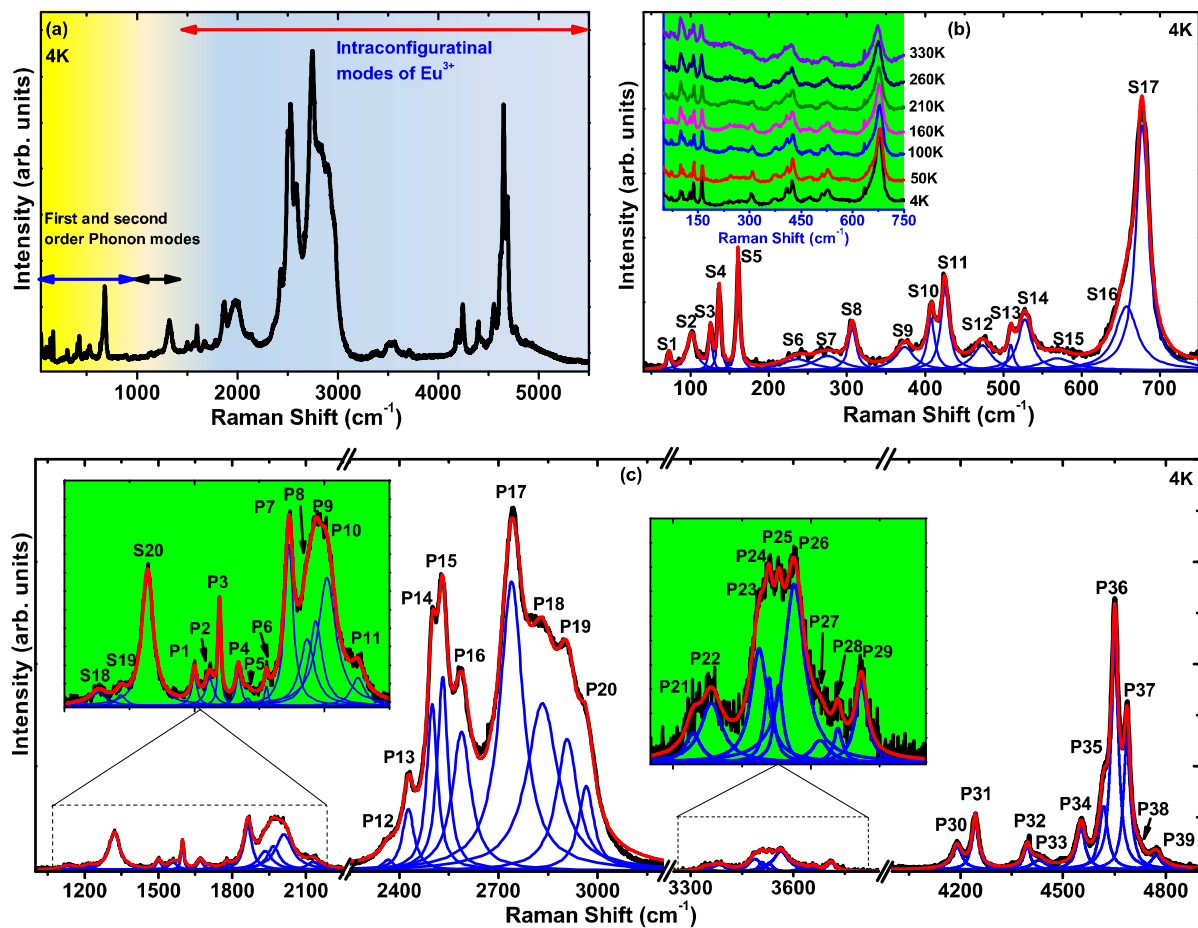 (a)
4K
Intraconfiguratinal
modes of Eu3+
First and second
order Phonon modes
Intensity (arb. units)
0 1000 2000 3000 4000 5000
Raman Shift (cm-1)
(b)
4K
330K
260K
210K
160K
100K
50K
4K
150 300 450 600 750
Raman Shift (cm-1)
S1 S2 S3 S4 S5 S6 S7 S8 S9 S10 S11 S12 S13 S14 S15 S16 S17
Intensity (arb. units)
100 200 300 400 500 600 700
Raman Shift (cm-1)
(c)
4K
S18 S19 S20 P1 P2 P3 P4 P5 P6 P7 P8 P9 P10 P11
P12 P13 P14 P15 P16 P17 P18 P19 P20
P21 P22 P23 P24 P25 P26 P27 P28 P29
P30 P31 P32 P33 P34 P35 P36 P37 P38 P39
Intensity (arb. units)
1200 1500 1800 2100 2400 2700 3000 3300 3600 4200 4500 4800
Raman Shift (cm-1)